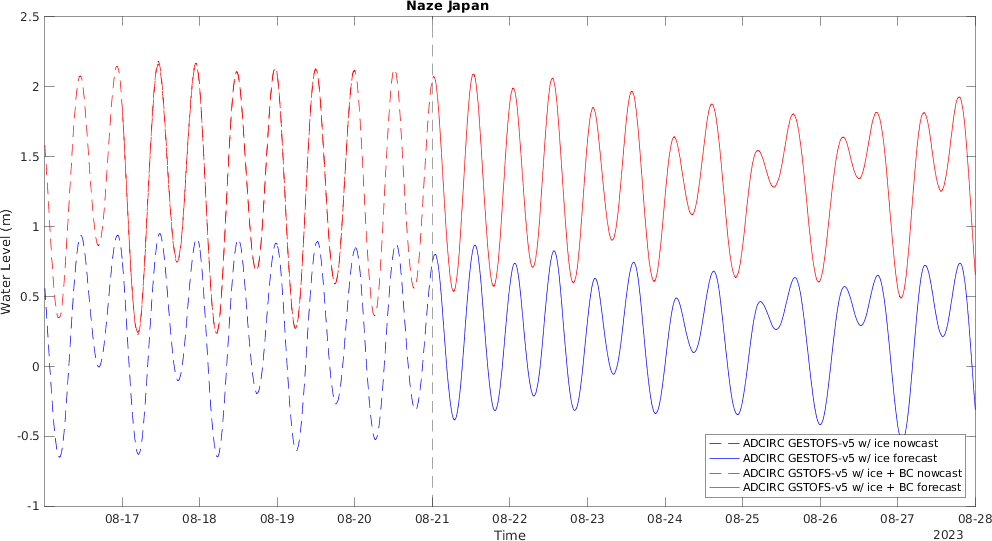 Naze Japan
2.5
2
1.5
1
0.5
0
-0.5
-1
Water Level (m)
08-17 08-18 08-19 08-20 08-21 08-22 08-23 08-24 08-25 08-26 08-27 08-28
Time
2023
ADCIRC GESTOFS-v5 w/ ice nowcast
ADCIRC GESTOFS-v5 w/ ice forecast
ADCIRC GSTOFS-v5 w/ ice + BC nowcast
ADCIRC GSTOFS-v5 w/ ice + BC forecast